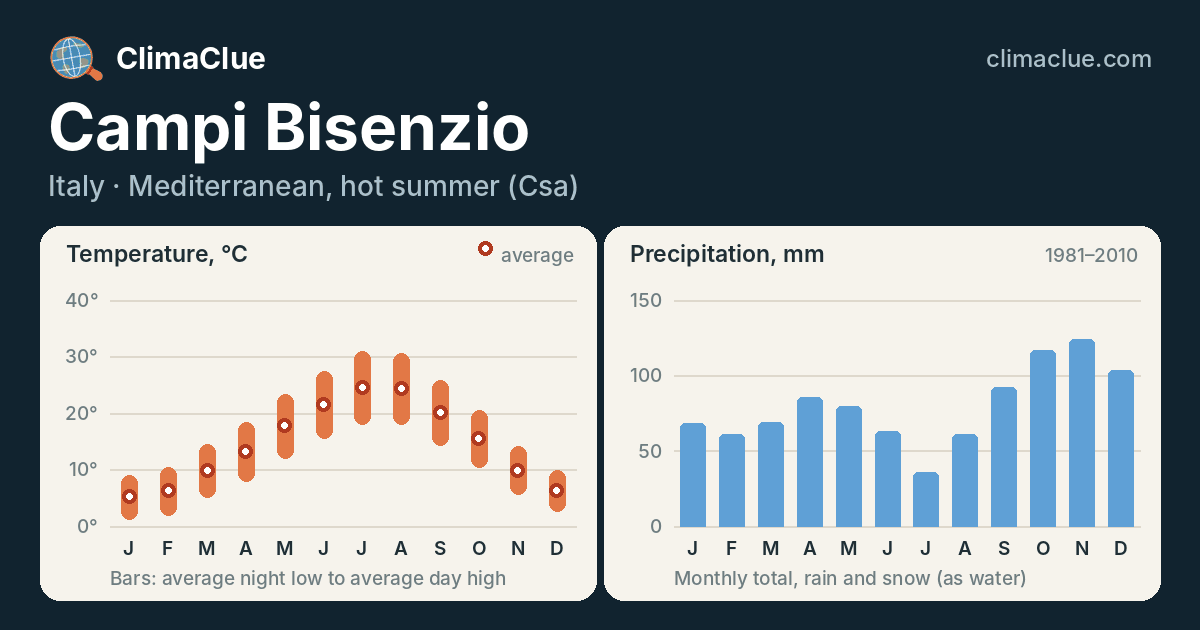 ClimaClue
climaclue.com
Campi Bisenzio
Italy · Mediterranean, hot summer (Csa)
Temperature, °C
average
40°
30°
20°
10°
0°
J F M A M J J A S O N D
Bars: average night low to average day high
Precipitation, mm
1981–2010
150
100
50
0
J F M A M J J A S O N D
Monthly total, rain and snow (as water)